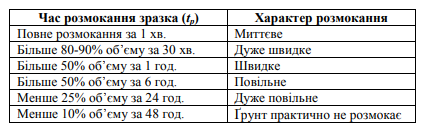 Час розмокання зразка (tр) Характер розмокання
Повне розмокання за 1 хв. Миттєве
Більше 80-90% об’єму за 30 хв. Дуже швидке
Більше 50% об’єму за 1 год. Швидке
Більше 50% об’єму за 6 год. Повільне
Менше 25% об’єму за 24 год. Дуже повільне
Менше 10% об’єму за 48 год. Ґрунт практично не розмокає